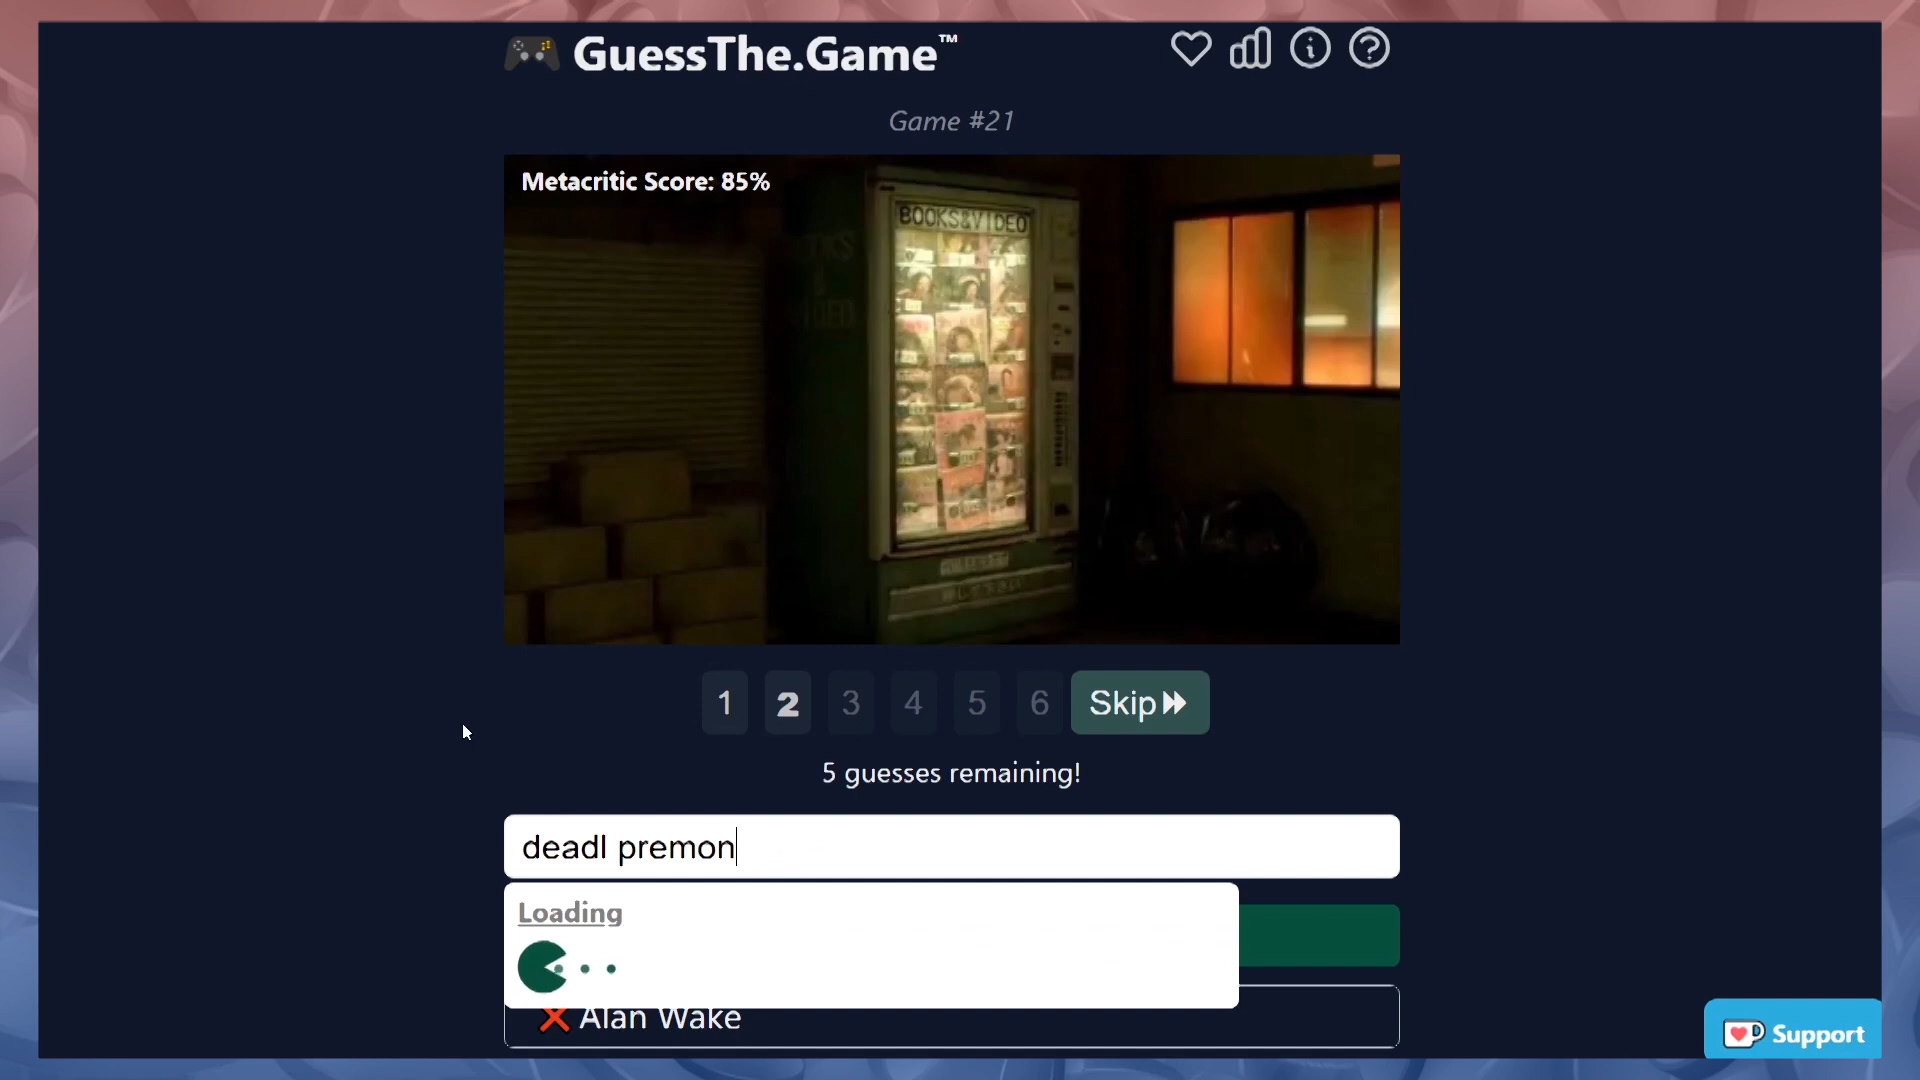 GuessThe.Game™
Game #21
Metacritic Score: 85%
BOOKS&VIDEO
1 2 3 4 5 6 Skip
5 guesses remaining!
deadl premon
Loading
Alan Wake
Support